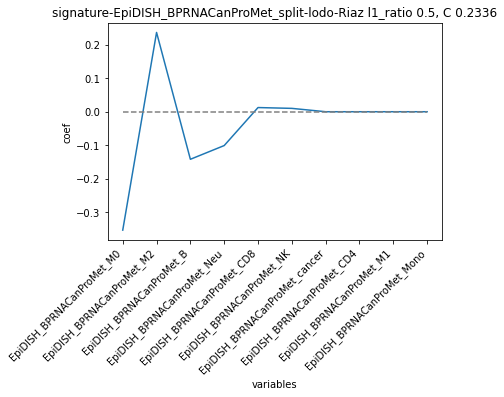 signature-EpiDISH_BPRNACanProMet_split-lodo-Riaz l1_ratio 0.5, C 0.2336
0.2
0.1
0.0
−0.1
−0.2
−0.3
coef
EpiDISH_BPRNACanProMet_M0
EpiDISH_BPRNACanProMet_M2
EpiDISH_BPRNACanProMet_B
EpiDISH_BPRNACanProMet_Neu
EpiDISH_BPRNACanProMet_CD8
EpiDISH_BPRNACanProMet_NK
EpiDISH_BPRNACanProMet_cancer
EpiDISH_BPRNACanProMet_CD4
EpiDISH_BPRNACanProMet_M1
EpiDISH_BPRNACanProMet_Mono
variables